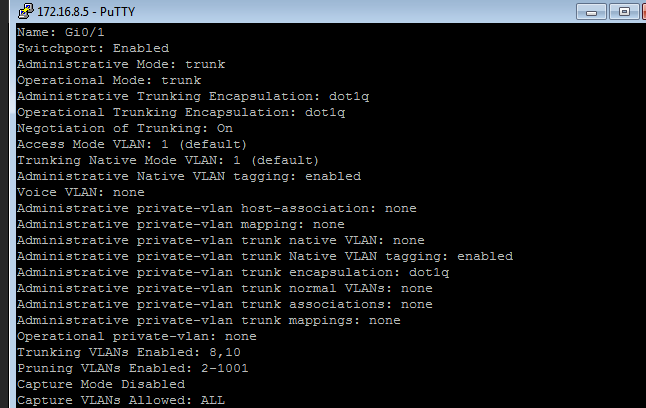 172.16.8.5 - PuTTY
Name: Gi0/1
Switchport: Enabled
Administrative Mode: trunk
Operational Mode: trunk
Administrative Trunking Encapsulation: dot1q
Operational Trunking Encapsulation: dot1q
Negotiation of Trunking: On
Access Mode VLAN: 1 (default)
Trunking Native Mode VLAN: 1 (default)
Administrative Native VLAN tagging: enabled
Voice VLAN: none
Administrative private-vlan host-association: none
Administrative private-vlan mapping: none
Administrative private-vlan trunk native VLAN: none
Administrative private-vlan trunk Native VLAN tagging: enabled
Administrative private-vlan trunk encapsulation: dot1q
Administrative private-vlan trunk normal VLANs: none
Administrative private-vlan trunk associations: none
Administrative private-vlan trunk mappings: none
Operational private-vlan: none
Trunking VLANs Enabled: 8,10
Pruning VLANs Enabled: 2-1001
Capture Mode Disabled
Capture VLANs Allowed: ALL